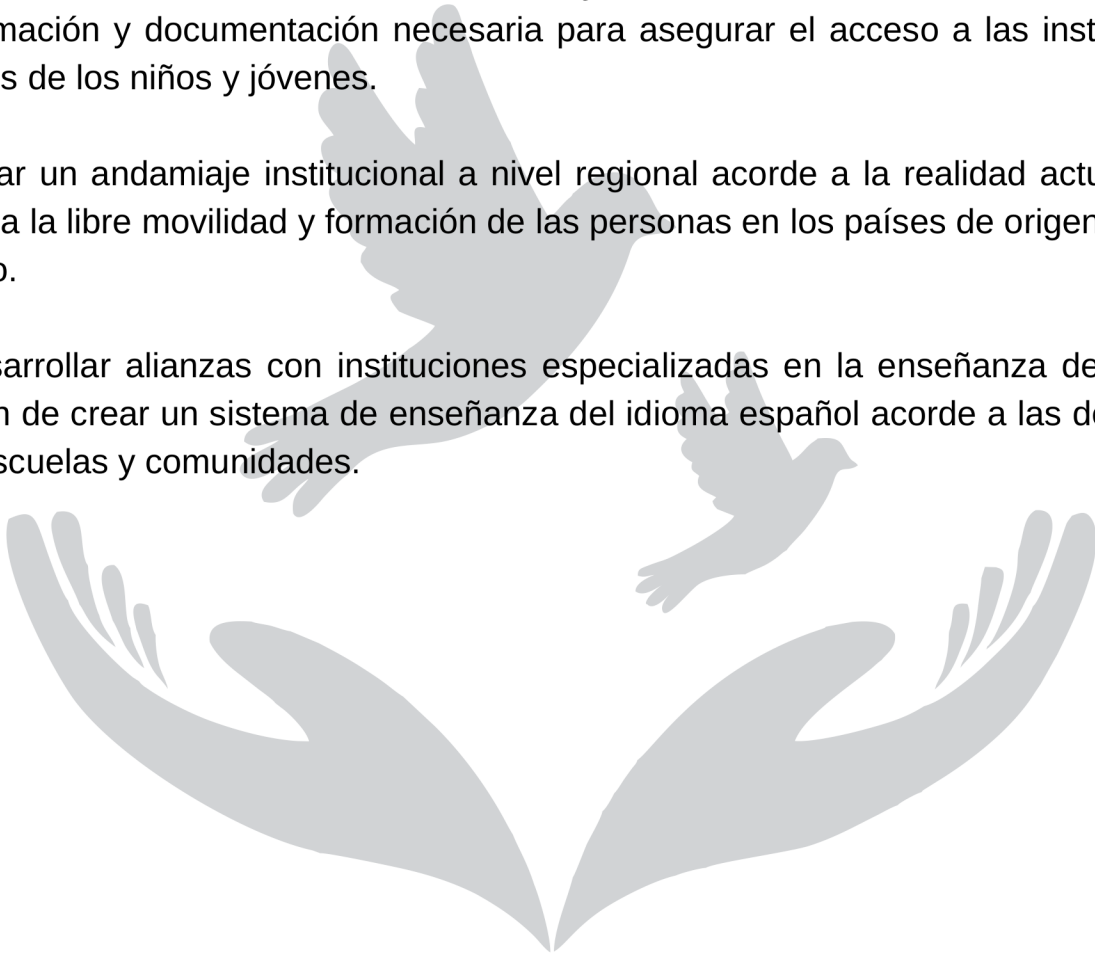 mación y documentación necesaria para asegurar el acceso a las inst
s de los niños y jóvenes.
ar un andamiaje institucional a nivel regional acorde a la realidad actu
a la libre movilidad y formación de las personas en los países de origen
o.
sarrollar alianzas con instituciones especializadas en la enseñanza de
n de crear un sistema de enseñanza del idioma español acorde a las de
scuelas y comunidades.